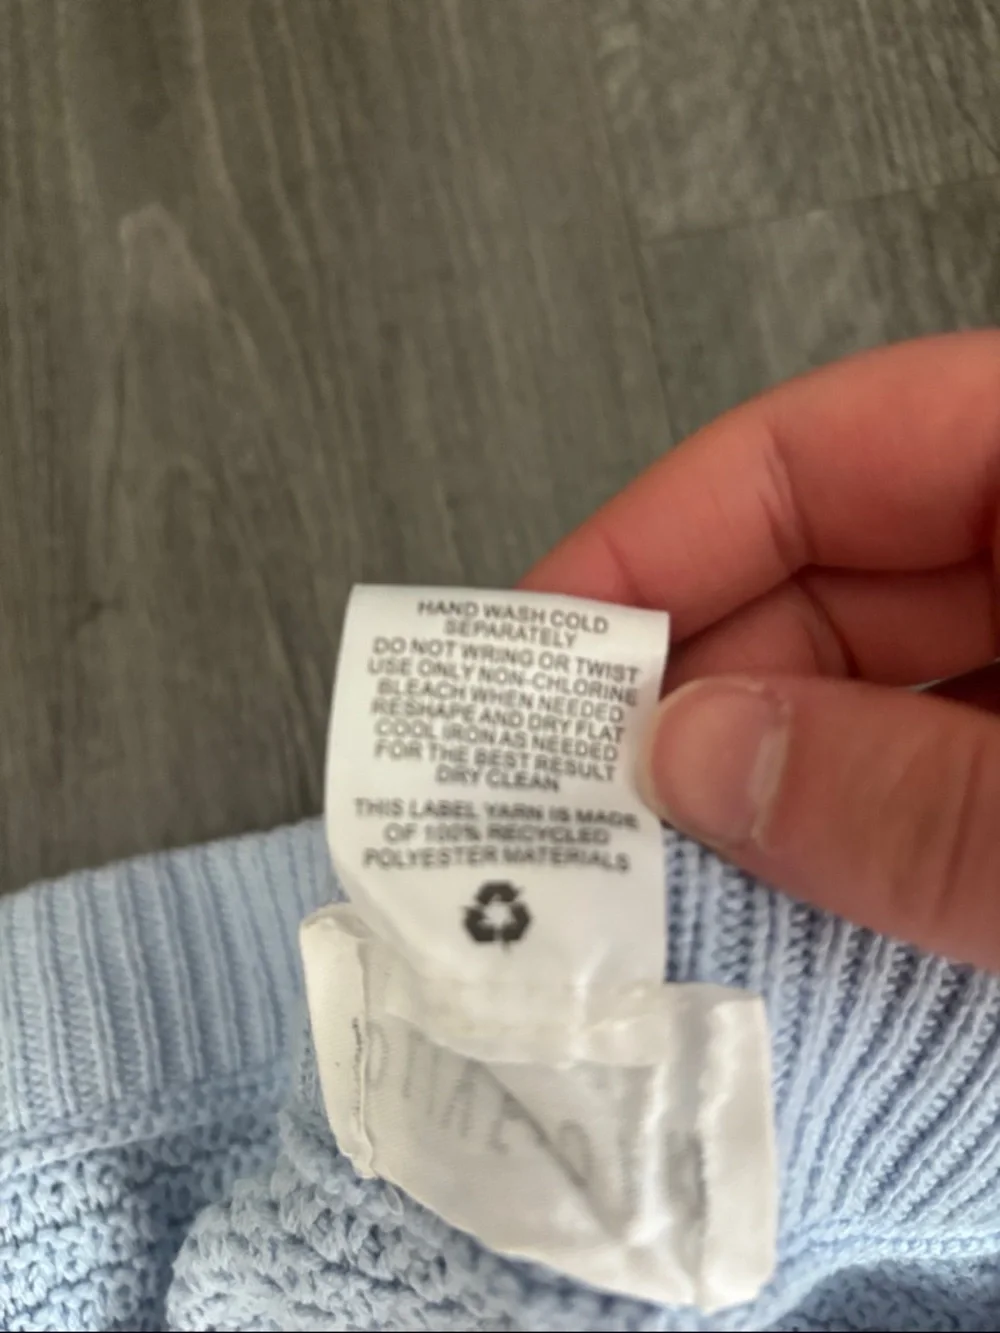 HAND WASH COLD
SEPARATELY
DO NOT WRING OR TWIST
USE ONLY NON-CHLORINE
BLEACH WHEN NEEDED
RESHAPE AND DRY FLAT
COOL IRON AS NEEDED
FOR THE BEST RESULT
DRY CLEAN
THIS LABEL YARN IS MADE
OF 100% RECYCLED
POLYESTER MATERIALS